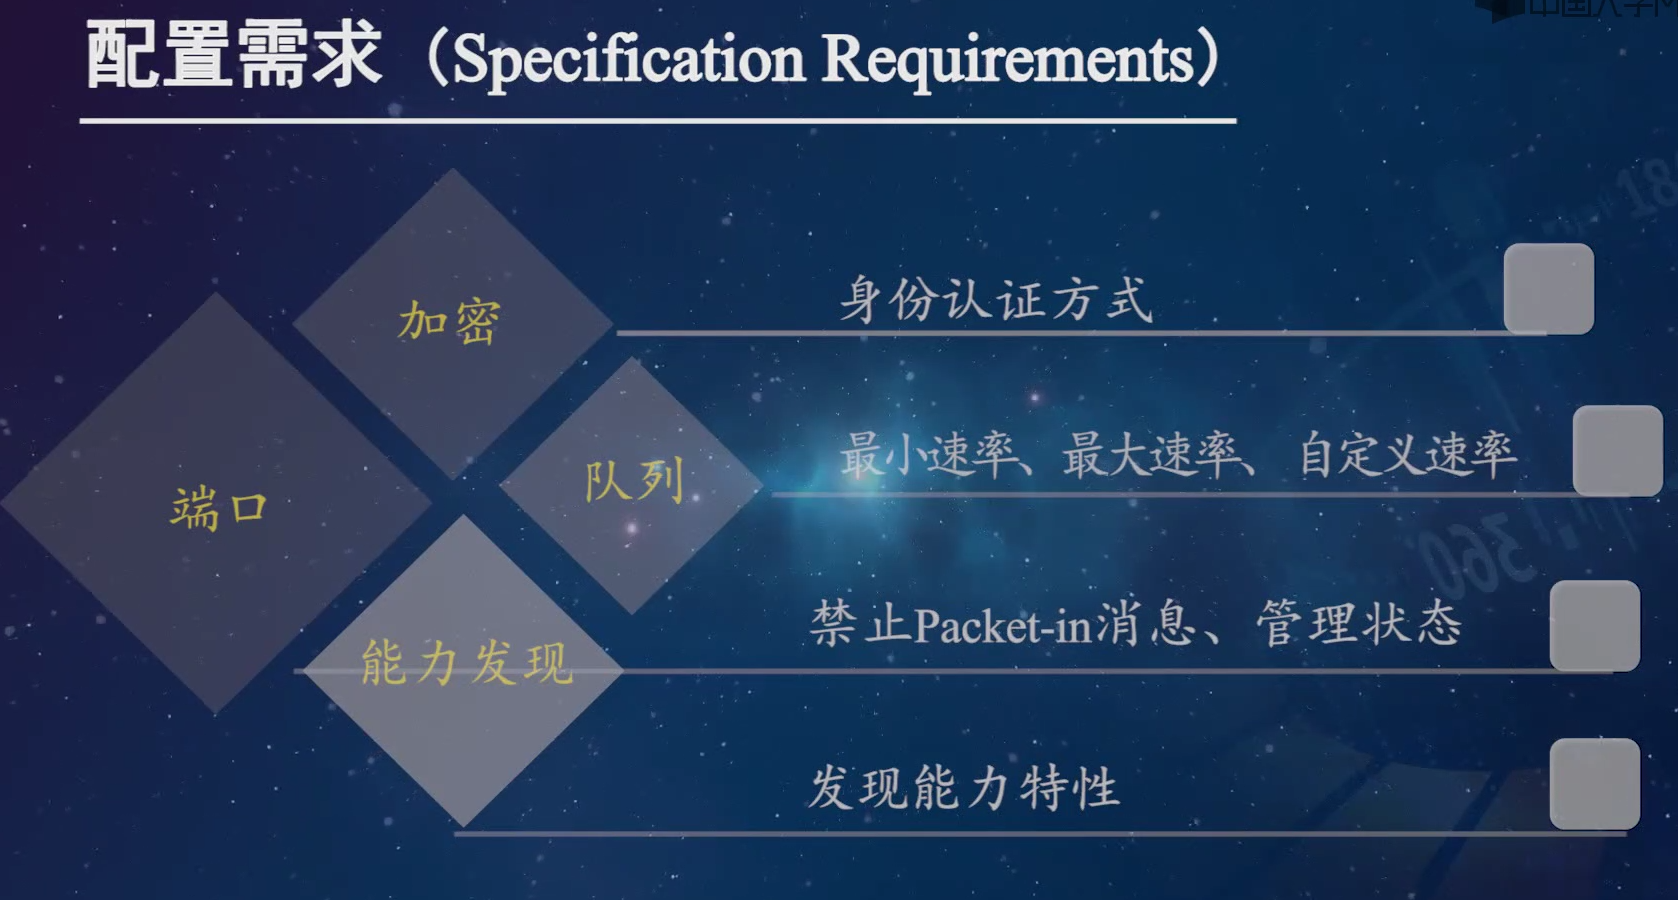 配置需求（Specification Requirements）
加密
身份认证方式
队列
最小速率、最大速率、自定义速率
端口
能力发现
禁止Packet-in消息、管理状态
发现能力特性
360
18